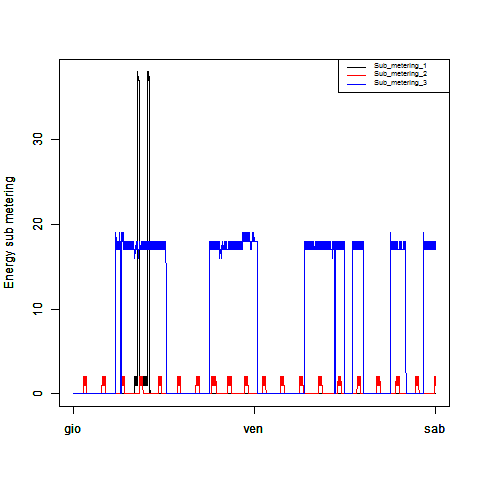 Sub_metering_1
Sub_metering_2
Sub_metering_3
Energy sub metering
30
20
10
0
gio ven sab